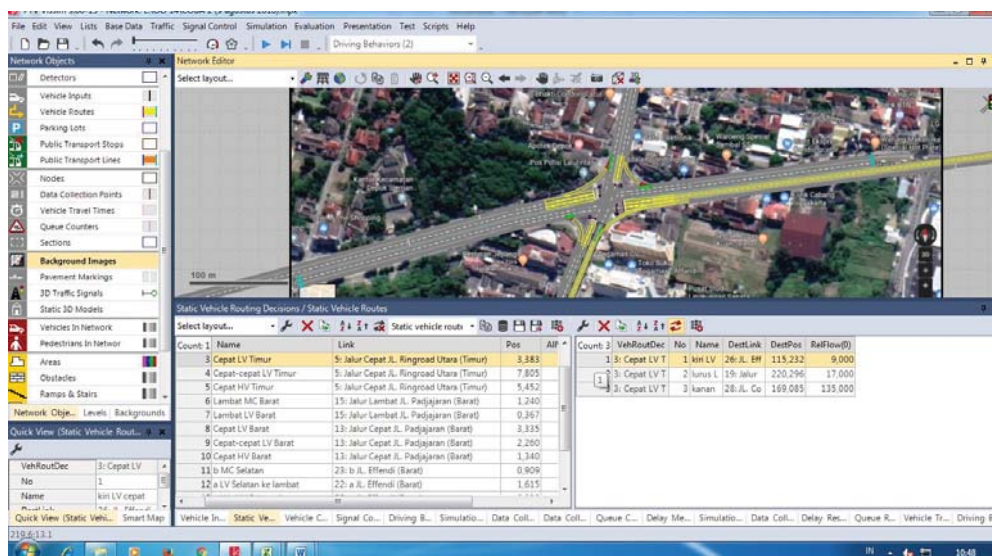 File Edit View Lists Base Data Traffic Signal Control Simulation Evaluation Presentation Test Scripts Help
Driving Behaviors (2)
Network Objects
Detectors
Vehicle Inputs
Vehicle Routes
Parking Lots
Public Transport Stops
Public Transport Lines
Nodes
Data Collection Points
Vehicle Travel Times
Queue Counters
Sections
Background Images
Pavement Markings
3D Traffic Signals
Static 3D Models
Vehicles In Network
Pedestrians In Networ
Areas
Obstacles
Ramps & Stairs
Network Obje... Levels Backgrounds
Quick View (Static Vehicle Rout...
VehRoutDec 3: Cepat LV
No 1
Name kiri LV cepat
Quick View (Static Vehi... Smart Map
219.6:13.1
Network Editor
Select layout...
100 m
Static Vehicle Routing Decisions / Static Vehicle Routes
Select layout... Static vehicle route
Count: 1 Name Link Pos All
3 Cepat LV Timur 5: Jalur Cepat JL. Ringroad Utara (Timur) 3,383
4 Cepat-cepat LV Timur 5: Jalur Cepat JL. Ringroad Utara (Timur) 7,805
5 Cepat HV Timur 5: Jalur Cepat JL. Ringroad Utara (Timur) 5,452
6 Lambat MC Barat 15: Jalur Lambat JL. Padjajaran (Barat) 1,240
7 Lambat LV Barat 15: Jalur Lambat JL. Padjajaran (Barat) 0,367
8 Cepat LV Barat 13: Jalur Cepat JL. Padjajaran (Barat) 3,335
9 Cepat-cepat LV Barat 13: Jalur Cepat JL. Padjajaran (Barat) 2,260
10 Cepat HV Barat 13: Jalur Cepat JL. Padjajaran (Barat) 1,340
11 b MC Selatan 23: b JL. Effendi (Barat) 0,909
12 a LV Selatan ke lambat 22: a JL. Effendi (Barat) 1,615
Count: 3 VehRoutDec No Name DestLink DestPos RelFlow(0)
1 3: Cepat LV T 1 kiri LV 26: JL. Eff 115,232 9,000
3: Cepat LV T 2 lurus L 19: Jalur 220,296 17,000
3: Cepat LV T 3 kanan 28: JL. Co 169,085 135,000
1
Vehicle In... Static Ve... Vehicle C... Signal Co... Driving B... Simulatio... Data Coll... Data Coll... Queue C... Delay Me... Simulatio... Data Coll... Delay Res... Queue R... Vehicle Tr... Driving B
IN 10:48